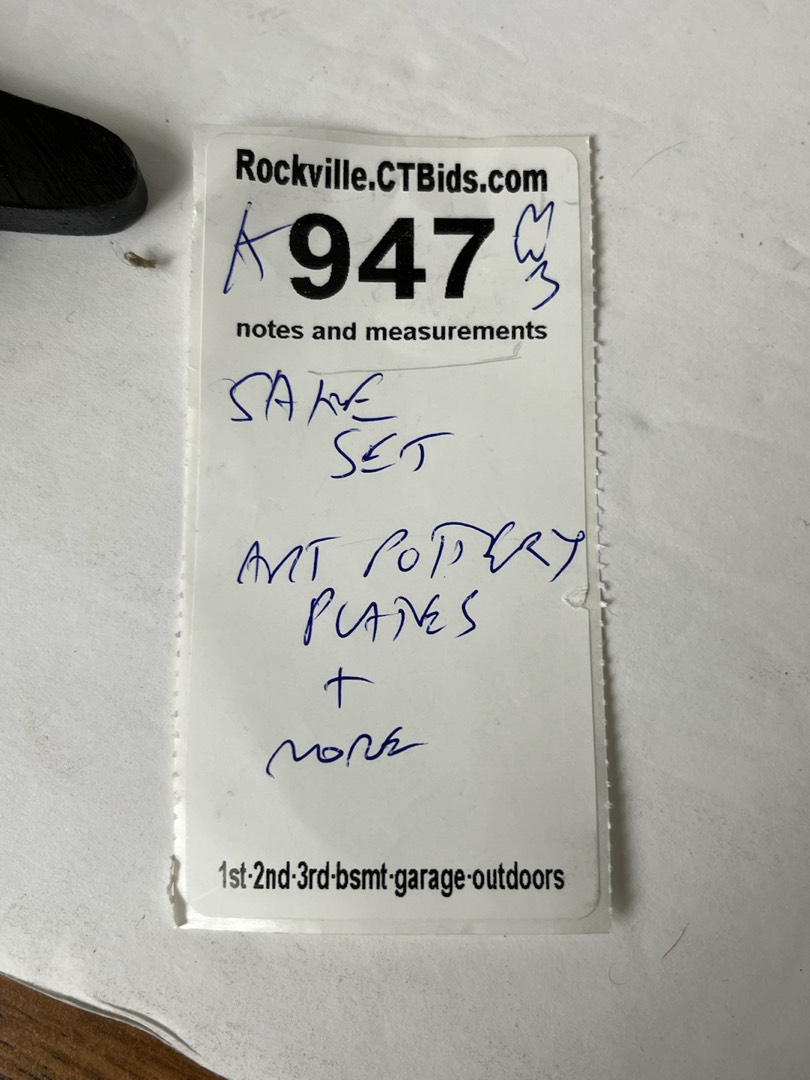 Rockville.CTBids.com
947
notes and measurements
SAKE
SET
ART POTTERY
PLATES
+
MORE
1st·2nd·3rd·bsmt·garage·outdoors